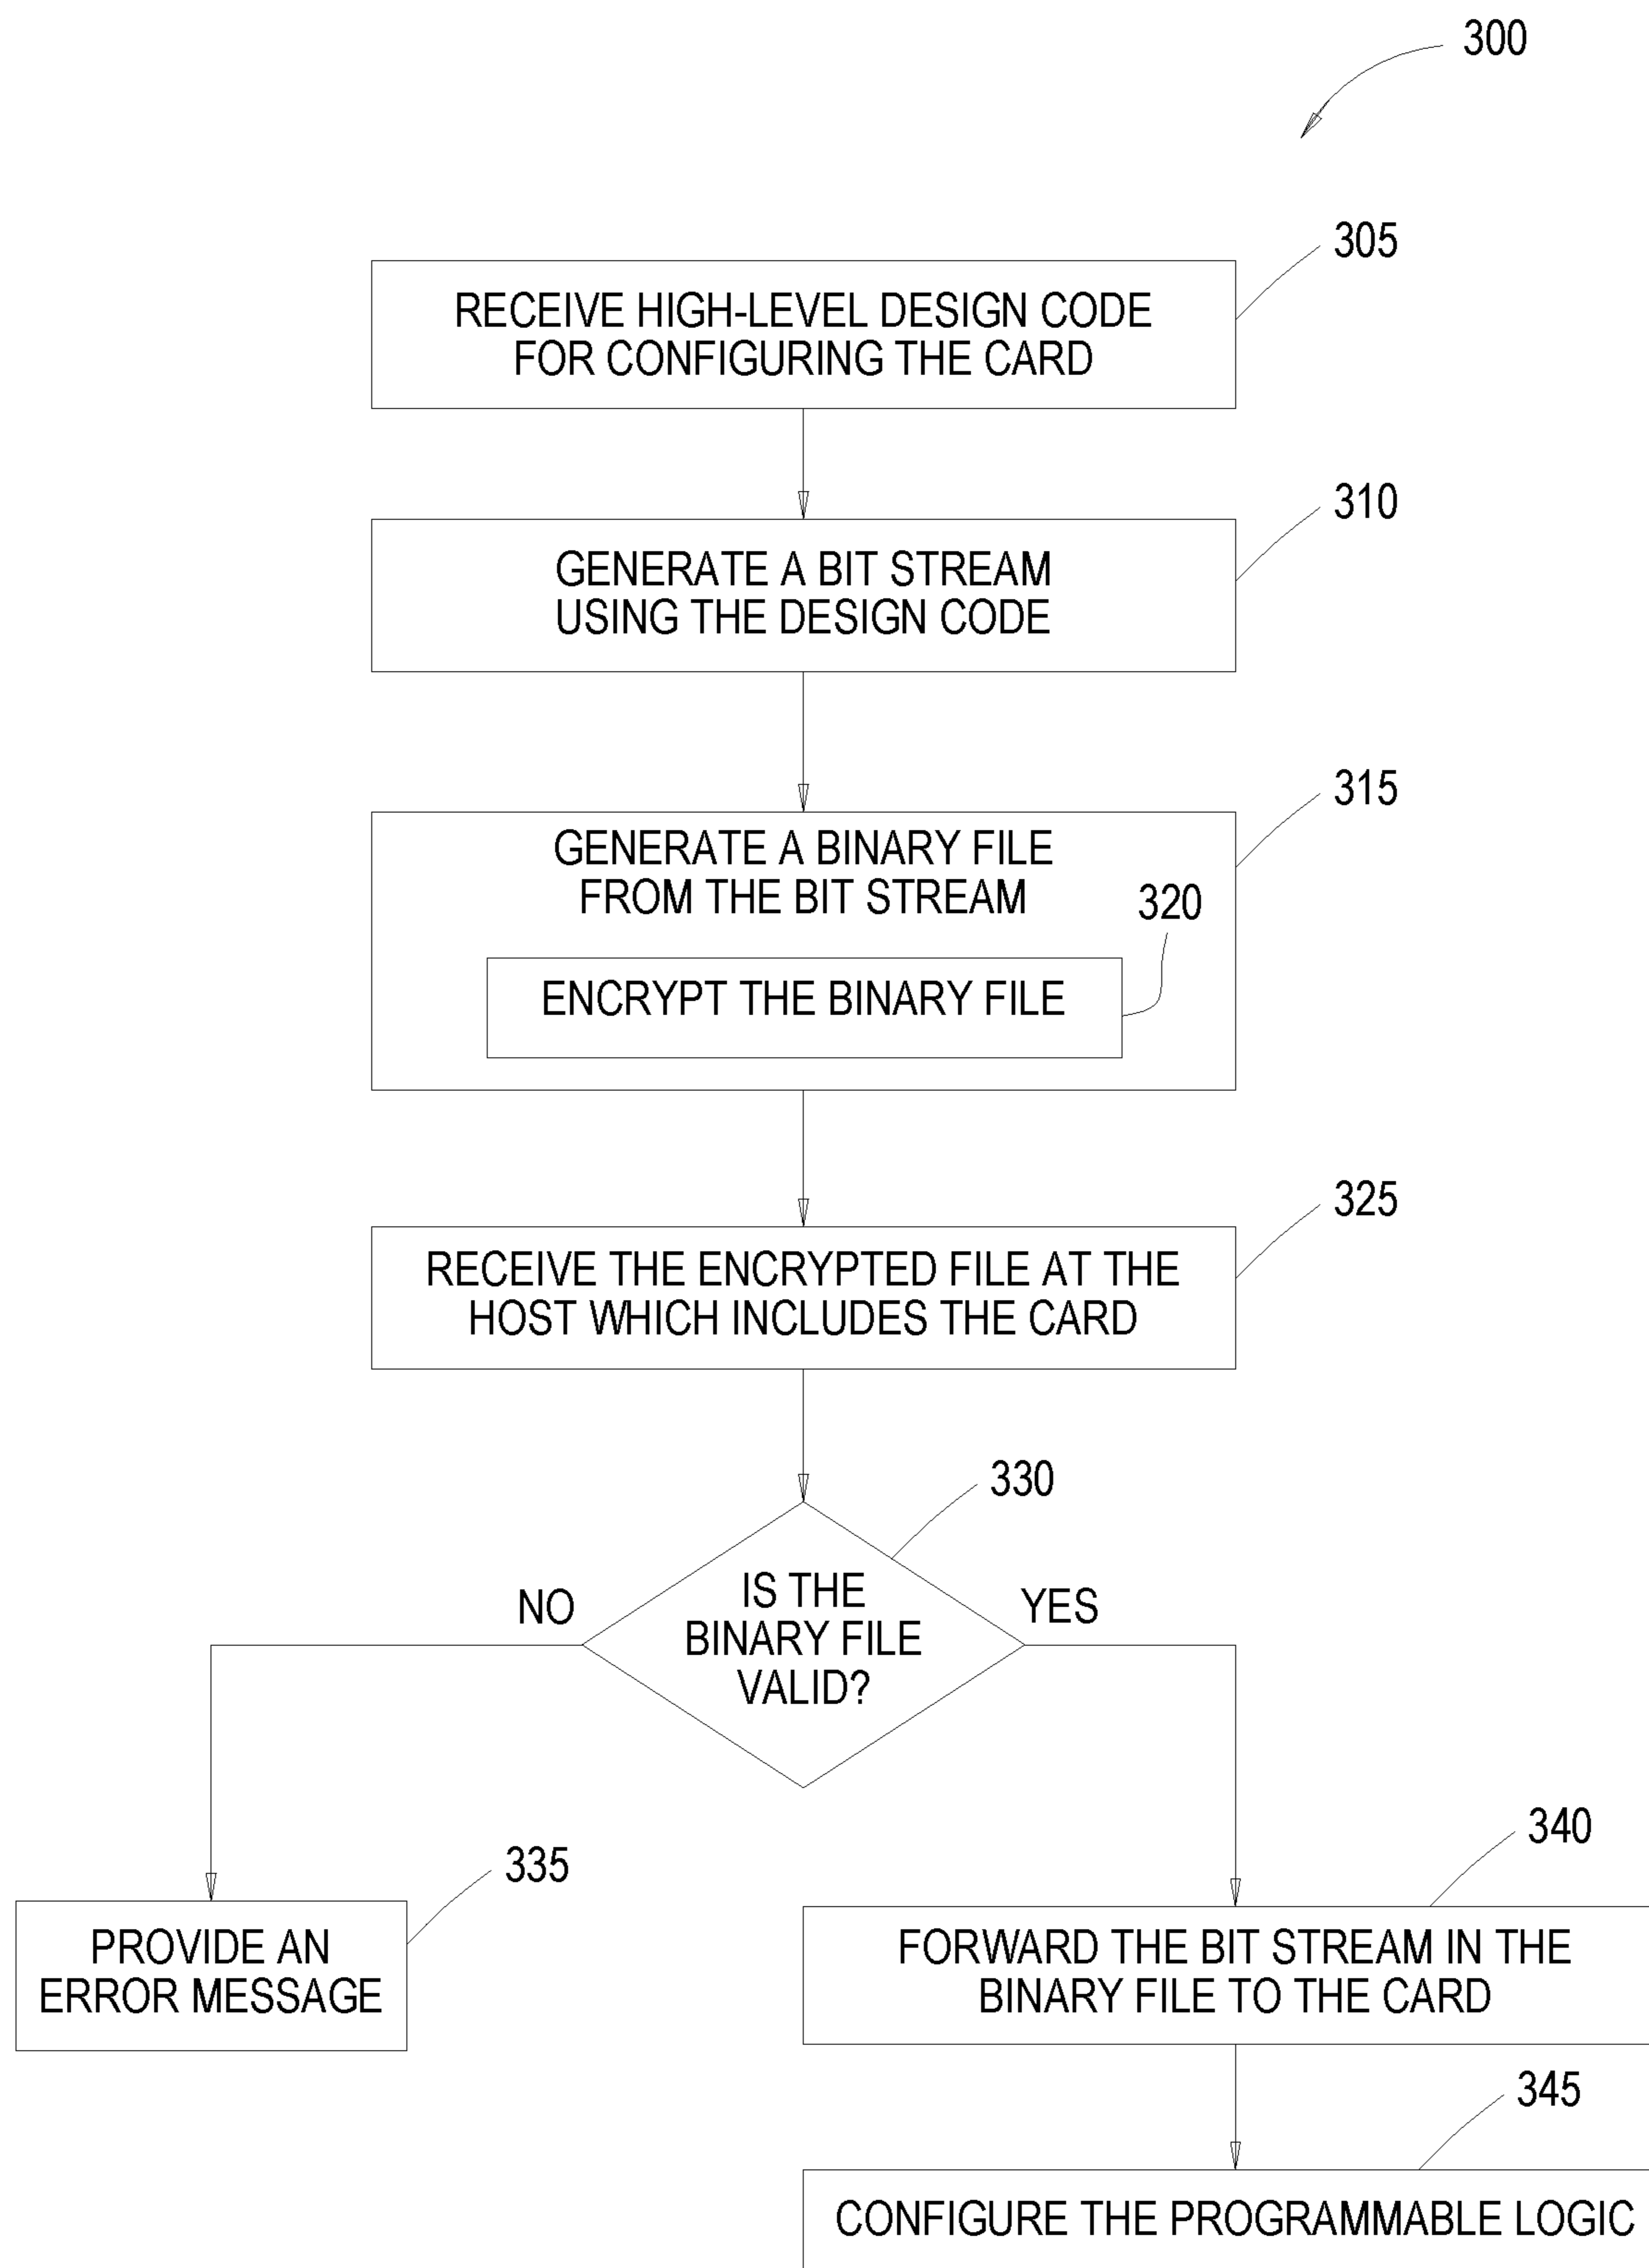 300
305
RECEIVE HIGH-LEVEL DESIGN CODE
FOR CONFIGURING THE CARD
310
GENERATE A BIT STREAM
USING THE DESIGN CODE
315
GENERATE A BINARY FILE
FROM THE BIT STREAM
320
ENCRYPT THE BINARY FILE
325
RECEIVE THE ENCRYPTED FILE AT THE
HOST WHICH INCLUDES THE CARD
330
IS THE
BINARY FILE
VALID?
NO
YES
335
PROVIDE AN
ERROR MESSAGE
340
FORWARD THE BIT STREAM IN THE
BINARY FILE TO THE CARD
345
CONFIGURE THE PROGRAMMABLE LOGIC